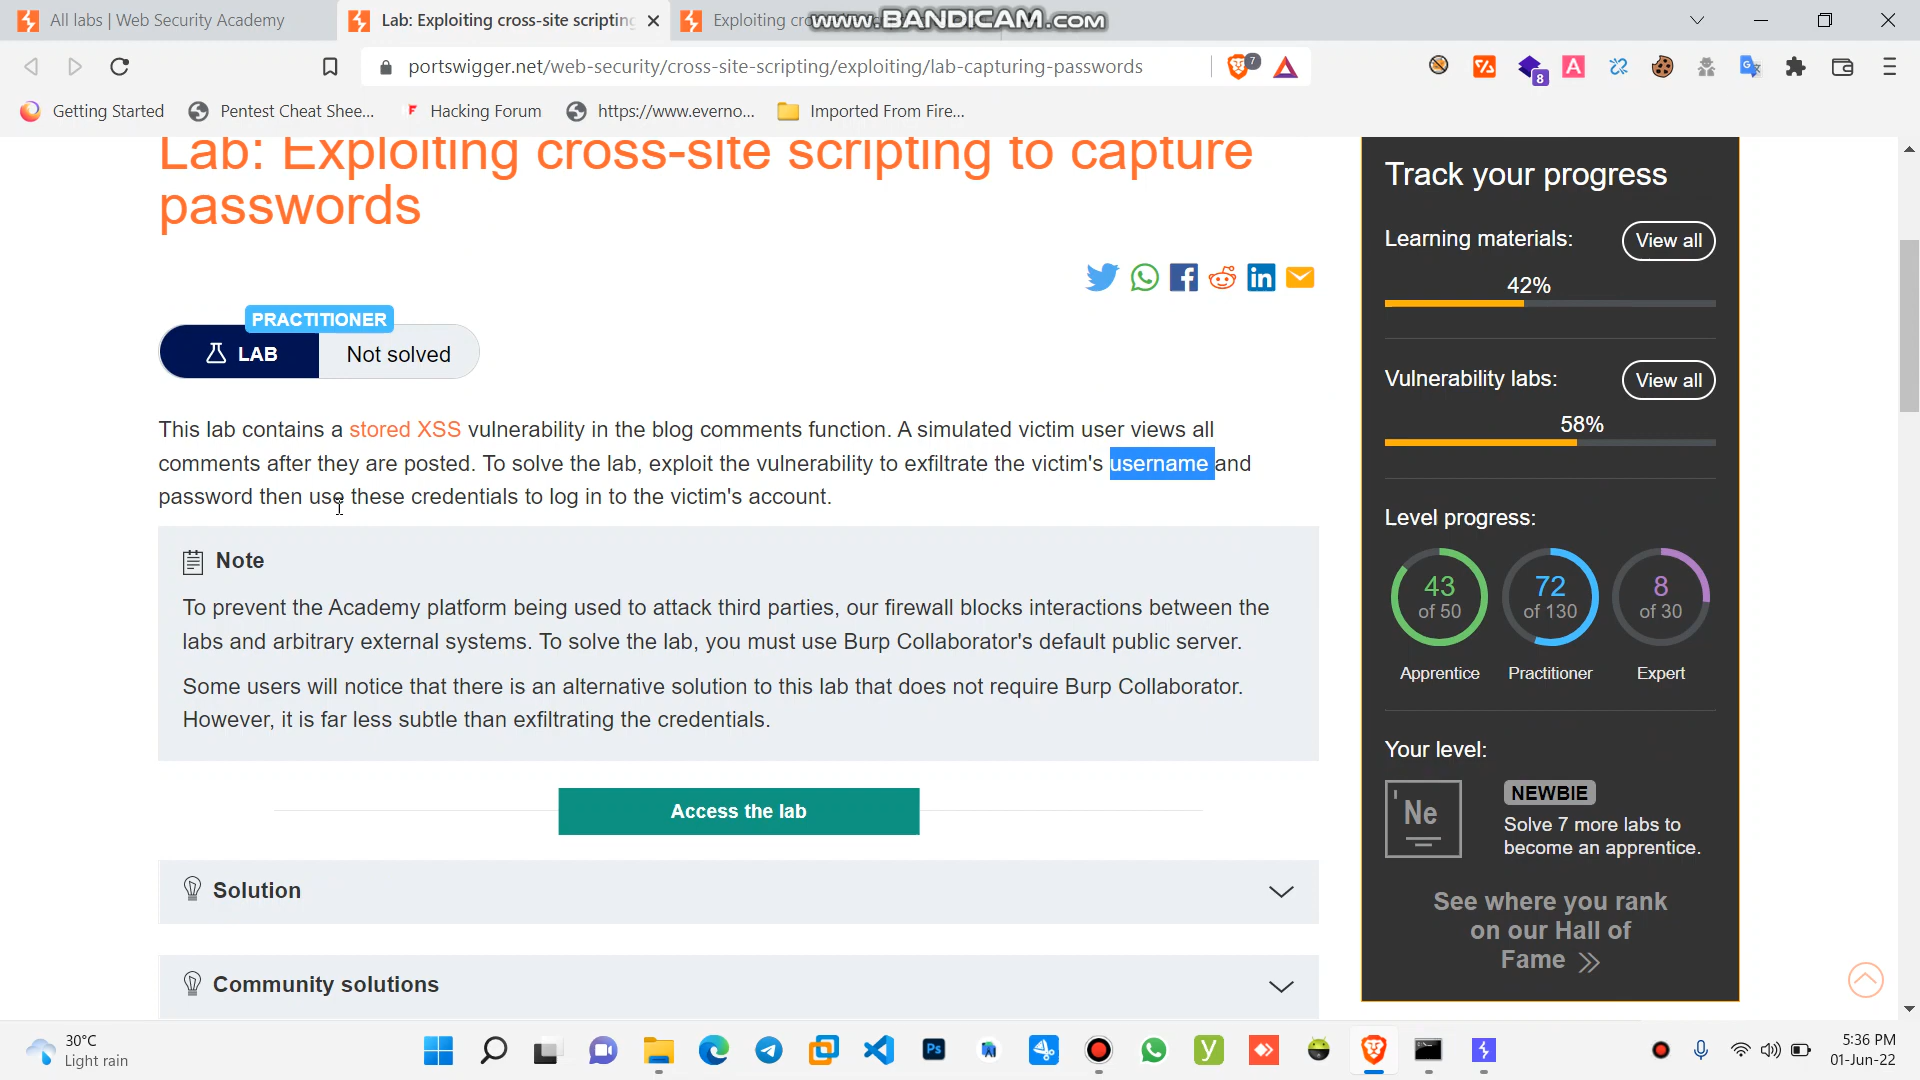 All labs | Web Security Academy
Lab: Exploiting cross-site scripting
Exploiting cro
www.BANDICAM.com
7
portswigger.net/web-security/cross-site-scripting/exploiting/lab-capturing-passwords
8
A
Getting Started
Pentest Cheat Shee...
Hacking Forum
https://www.everno...
Imported From Fire...
Lab: Exploiting cross-site scripting to capture
passwords
PRACTITIONER
LAB
Not solved
This lab contains a stored XSS vulnerability in the blog comments function. A simulated victim user views all
comments after they are posted. To solve the lab, exploit the vulnerability to exfiltrate the victim's username and
password then use these credentials to log in to the victim's account.
Note
To prevent the Academy platform being used to attack third parties, our firewall blocks interactions between the
labs and arbitrary external systems. To solve the lab, you must use Burp Collaborator's default public server.
Some users will notice that there is an alternative solution to this lab that does not require Burp Collaborator.
However, it is far less subtle than exfiltrating the credentials.
Access the lab
Solution
Community solutions
Track your progress
Learning materials:
View all
42%
Vulnerability labs:
View all
58%
Level progress:
43
of 50
72
of 130
8
of 30
Apprentice
Practitioner
Expert
Your level:
Ne
NEWBIE
Solve 7 more labs to
become an apprentice.
See where you rank
on our Hall of
Fame
30°C
Light rain
Ps
y
5:36 PM
01-Jun-22